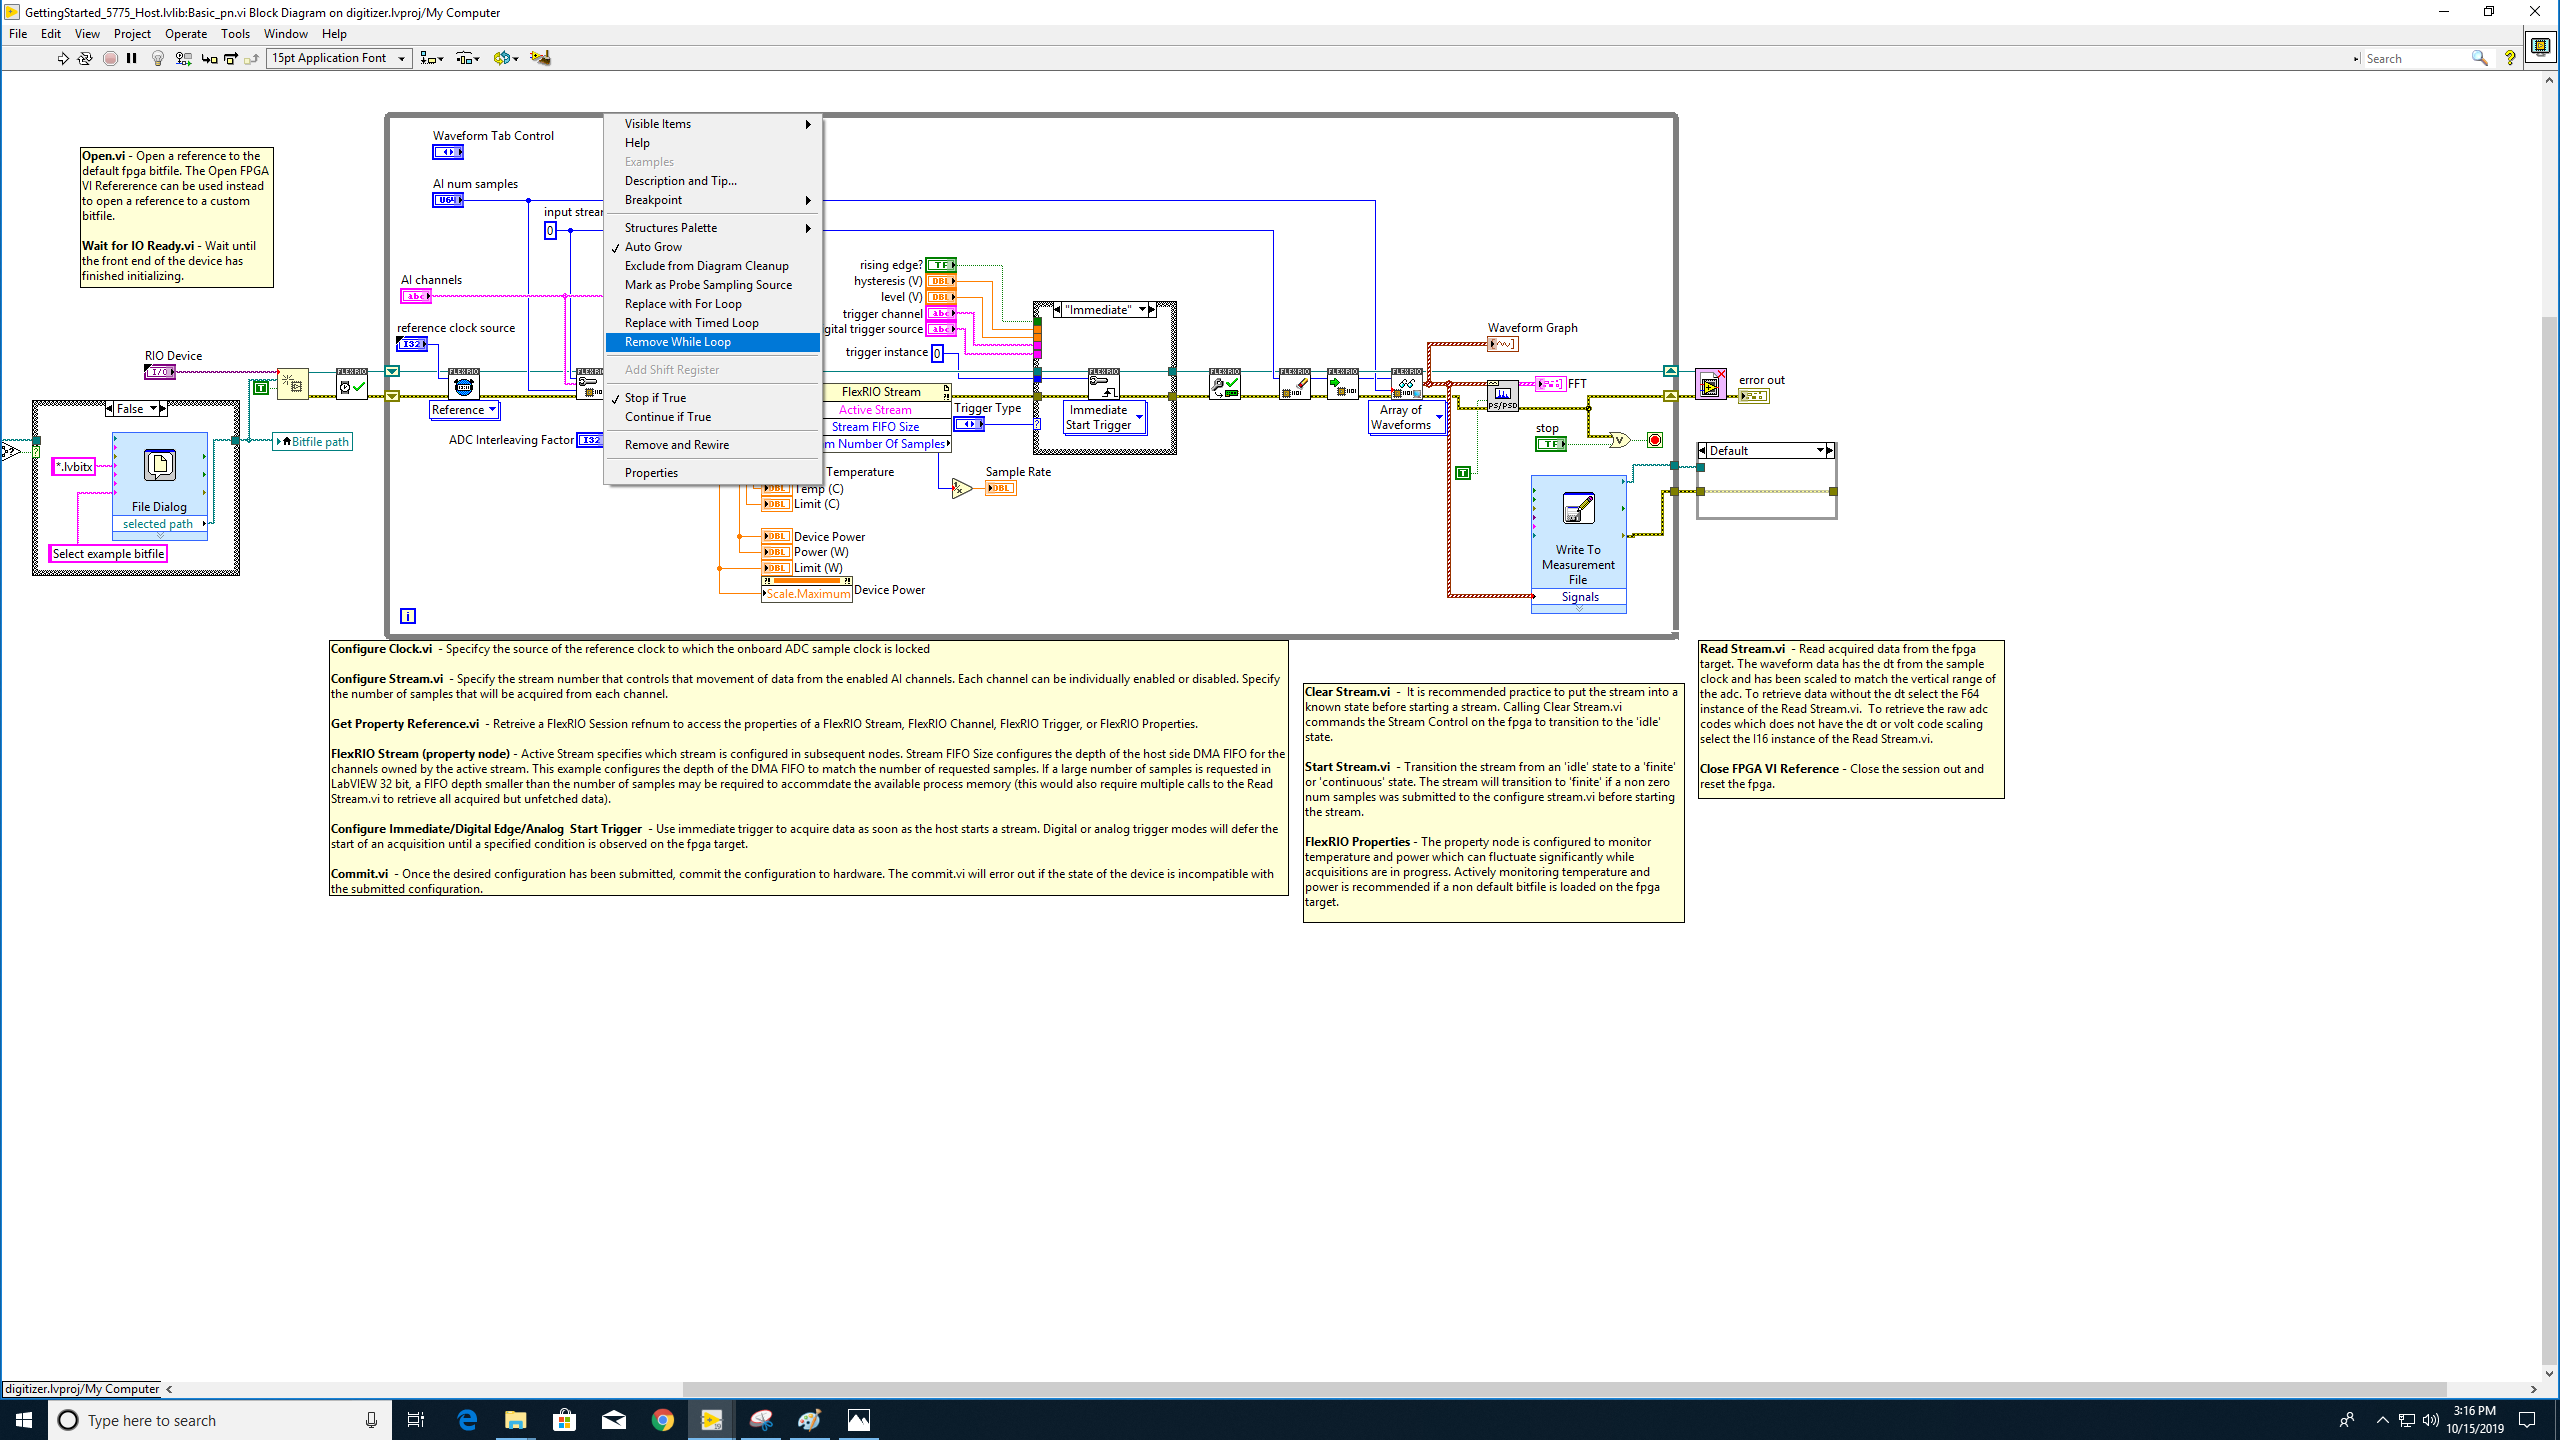 GettingStarted_5775_Host.lvlib:Basic_pn.vi Block Diagram on digitizer.lvproj/My Computer
File Edit View Project Operate Tools Window Help
15pt Application Font
Search
Open.vi - Open a reference to the
default fpga bitfile. The Open FPGA
VI Refererence can be used instead
to open a reference to a custom
bitfile.
Wait for IO Ready.vi - Wait until
the front end of the device has
finished initializing.
RIO Device
I/O
T
False
*.lvbitx
File Dialog
selected path
Select example bitfile
Bitfile path
FLEXRIO
Waveform Tab Control
AI num samples
U64
input strea
0
AI channels
abc
reference clock source
I32
FLEXRIO
Reference
FLEXRIO
ADC Interleaving Factor
I32
i
Visible Items
Help
Examples
Description and Tip...
Breakpoint
Structures Palette
Auto Grow
Exclude from Diagram Cleanup
Mark as Probe Sampling Source
Replace with For Loop
Replace with Timed Loop
Remove While Loop
Add Shift Register
Stop if True
Continue if True
Remove and Rewire
Properties
rising edge?
TF
hysteresis (V)
DBL
level (V)
DBL
trigger channel
abc
gital trigger source
abc
trigger instance
0
FlexRIO Stream
Active Stream
Stream FIFO Size
m Number Of Samples
Trigger Type
Temperature
Temp (C)
DBL
Limit (C)
DBL
Device Power
DBL
Power (W)
DBL
Limit (W)
Scale.Maximum
Device Power
Sample Rate
DBL
"Immediate"
FLEXRIO
Immediate
Start Trigger
FLEXRIO
FLEXRIO
FLEXRIO
FLEXRIO
Array of
Waveforms
Waveform Graph
FFT
PS/PSD
stop
TF
T
Write To
Measurement
File
Signals
error out
Default
Configure Clock.vi - Specifcy the source of the reference clock to which the onboard ADC sample clock is locked
Configure Stream.vi - Specify the stream number that controls that movement of data from the enabled AI channels. Each channel can be individually enabled or disabled. Specify
the number of samples that will be acquired from each channel.
Get Property Reference.vi - Retreive a FlexRIO Session refnum to access the properties of a FlexRIO Stream, FlexRIO Channel, FlexRIO Trigger, or FlexRIO Properties.
FlexRIO Stream (property node) - Active Stream specifies which stream is configured in subsequent nodes. Stream FIFO Size configures the depth of the host side DMA FIFO for the
channels owned by the active stream. This example configures the depth of the DMA FIFO to match the number of requested samples. If a large number of samples is requested in
LabVIEW 32 bit, a FIFO depth smaller than the number of samples may be required to accommdate the available process memory (this would also require multiple calls to the Read
Stream.vi to retrieve all acquired but unfetched data).
Configure Immediate/Digital Edge/Analog Start Trigger - Use immediate trigger to acquire data as soon as the host starts a stream. Digital or analog trigger modes will defer the
start of an acquisition until a specified condition is observed on the fpga target.
Commit.vi - Once the desired configuration has been submitted, commit the configuration to hardware. The commit.vi will error out if the state of the device is incompatible with
the submitted configuration.
Clear Stream.vi - It is recommended practice to put the stream into a
known state before starting a stream. Calling Clear Stream.vi
commands the Stream Control on the fpga to transition to the 'idle'
state.
Start Stream.vi - Transition the stream from an 'idle' state to a 'finite'
or 'continuous' state. The stream will transition to 'finite' if a non zero
num samples was submitted to the configure stream.vi before starting
the stream.
FlexRIO Properties - The property node is configured to monitor
temperature and power which can fluctuate significantly while
acquisitions are in progress. Actively monitoring temperature and
power is recommended if a non default bitfile is loaded on the fpga
target.
Read Stream.vi - Read acquired data from the fpga
target. The waveform data has the dt from the sample
clock and has been scaled to match the vertical range of
the adc. To retrieve data without the dt select the F64
instance of the Read Stream.vi. To retrieve the raw adc
codes which does not have the dt or volt code scaling
select the I16 instance of the Read Stream.vi.
Close FPGA VI Reference - Close the session out and
reset the fpga.
digitizer.lvproj/My Computer
Type here to search
3:16 PM
10/15/2019